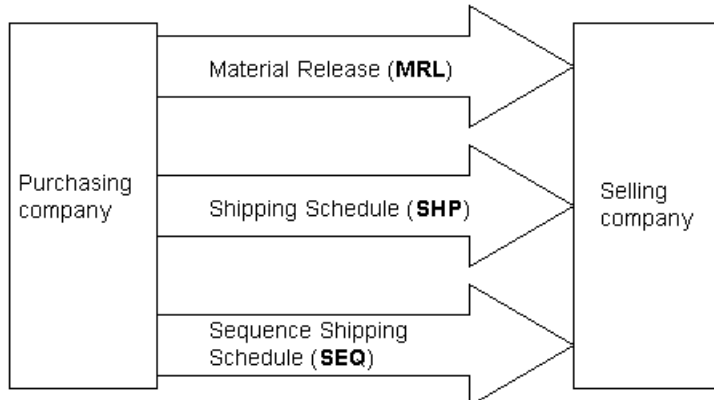 Material Release (MRL)
Purchasing
company
Shipping Schedule (SHP)
Selling
company
Sequence Shipping
Schedule (SEQ)